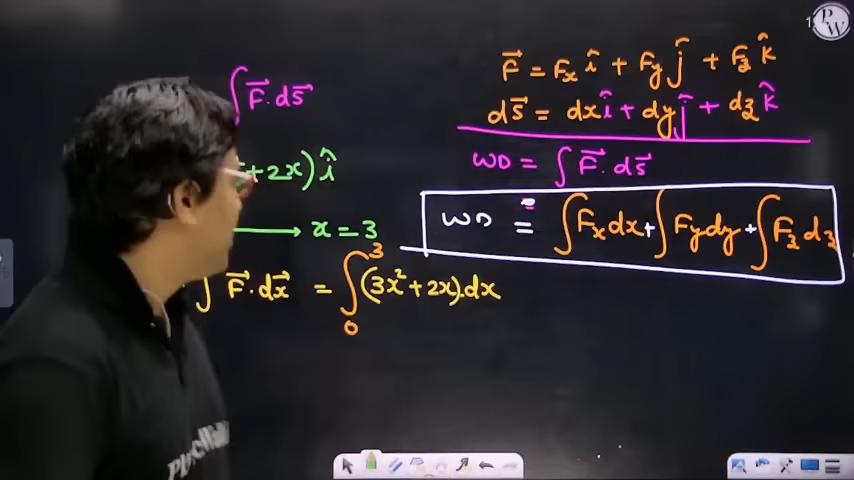 ∫F⃗·ds⃗
+2x) î
→ x = 3
∫ F⃗·dx⃗ = ∫₀³ (3x²+2x).dx
F⃗ = Fx î + Fy ĵ + Fz k̂
ds⃗ = dx î + dy ĵ + dz k̂
WD = ∫ F⃗·ds⃗
WD = ∫Fx dx + ∫Fy dy + ∫Fz dz
PW